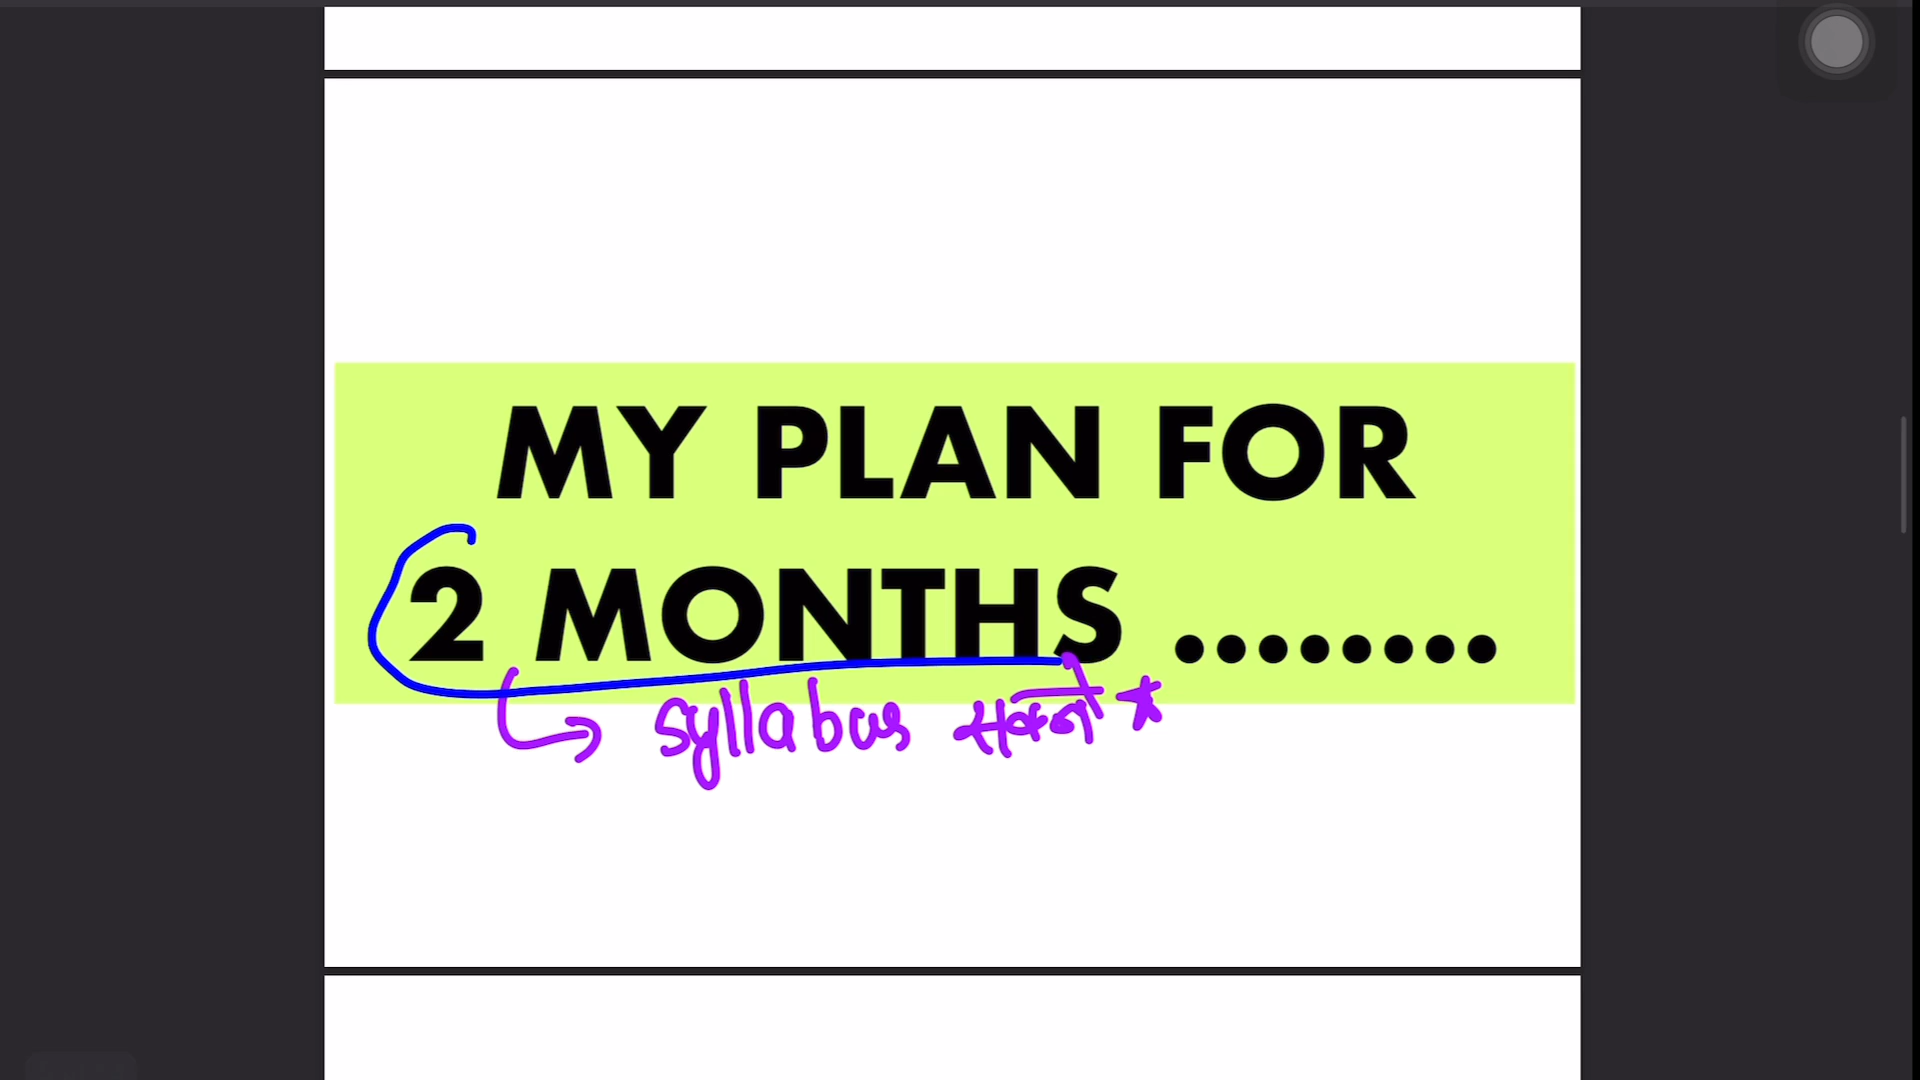 MY PLAN FOR
2 MONTHS ........
syllabus